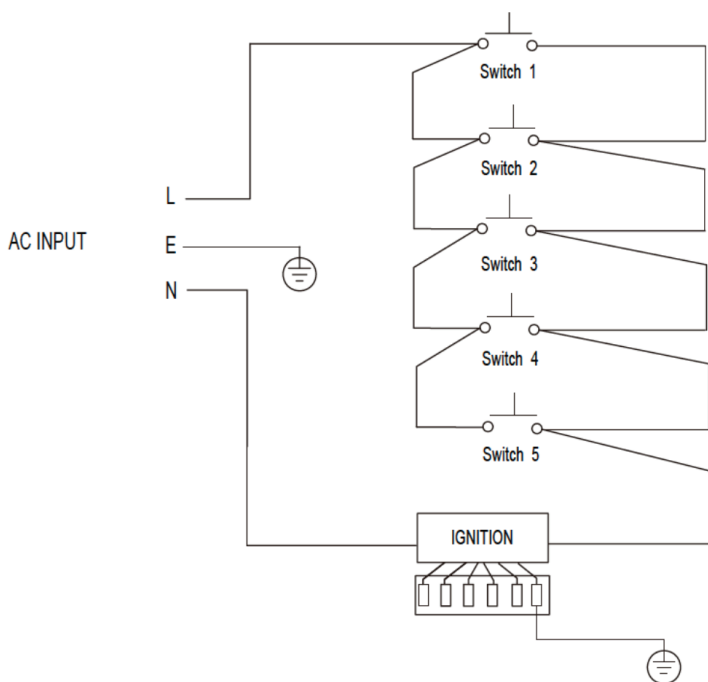 Switch 1
Switch 2
L
AC INPUT
E
Switch 3
N
Switch 4
Switch 5
IGNITION